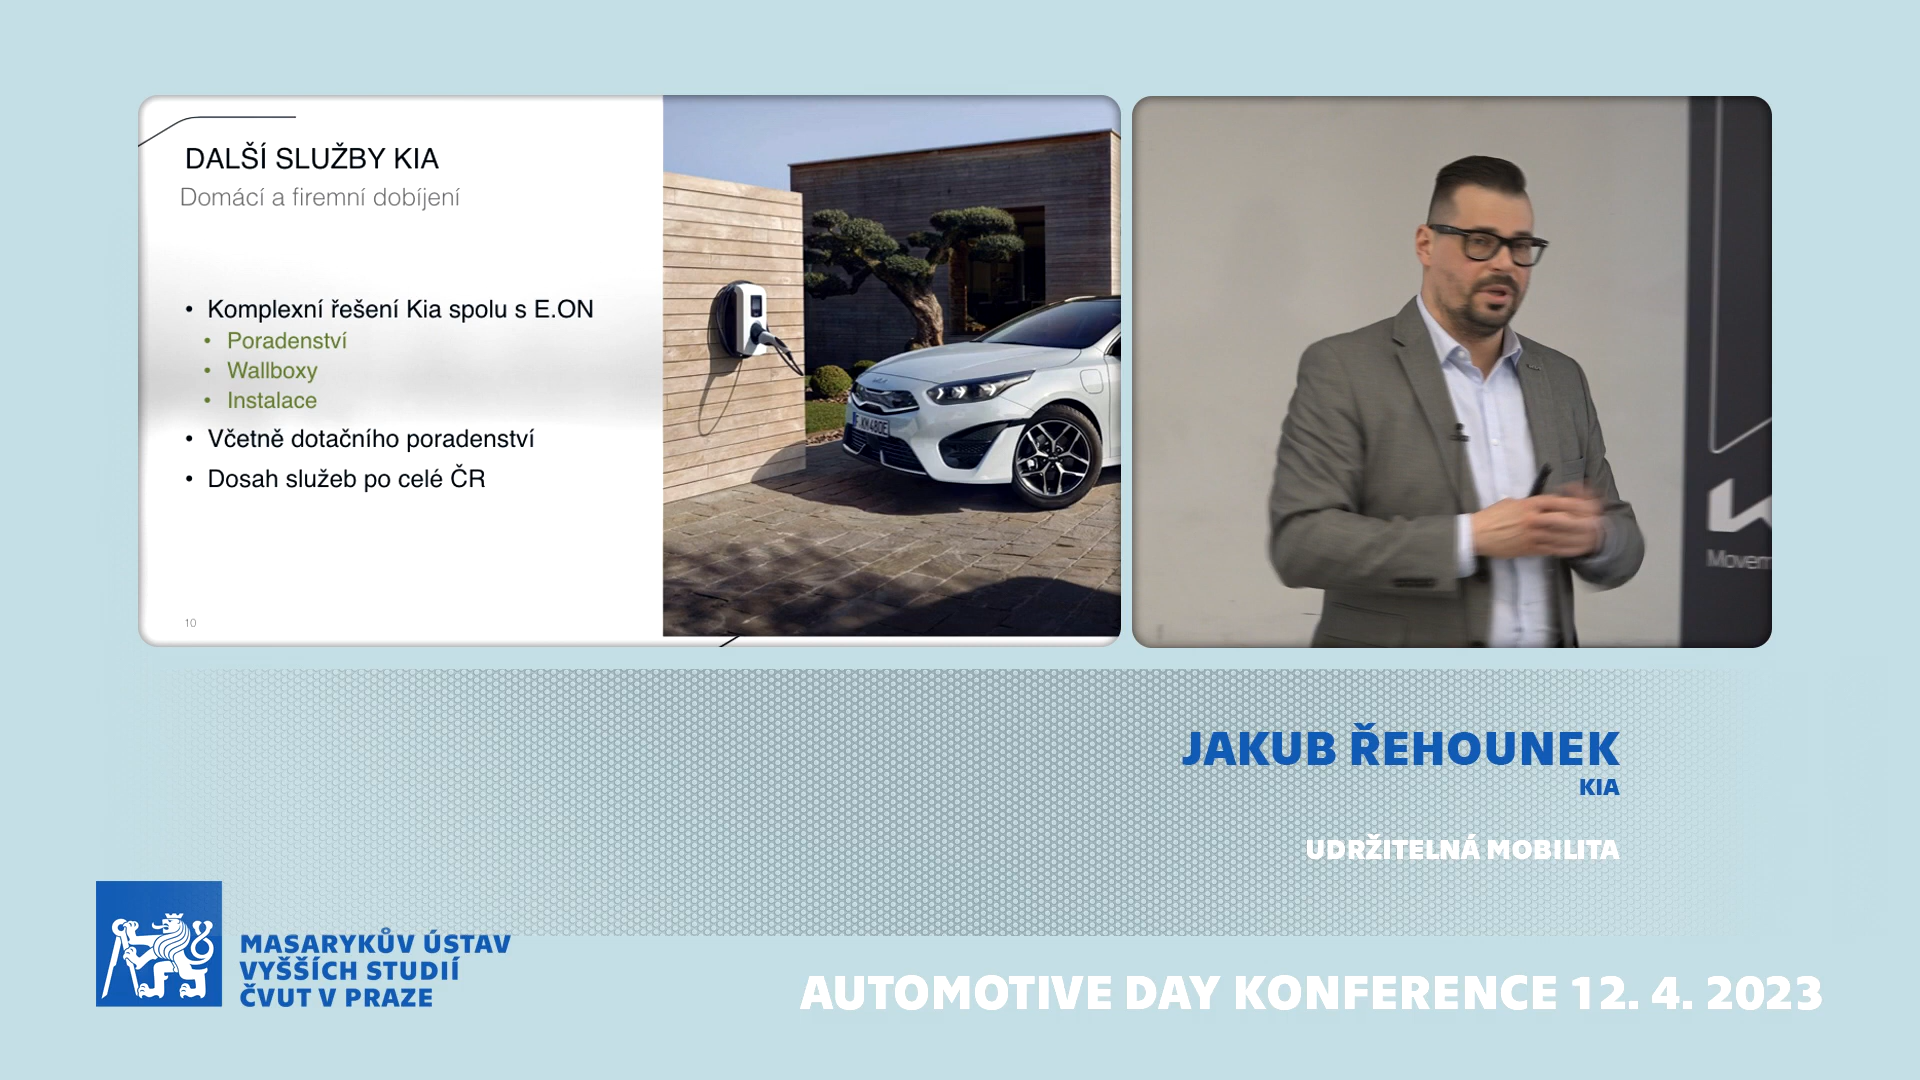 DALŠÍ SLUŽBY KIA
Domácí a firemní dobíjení
• Komplexní řešení Kia spolu s E.ON
• Poradenství
• Wallboxy
• Instalace
• Včetně dotačního poradenství
• Dosah služeb po celé ČR
10
Movem
JAKUB ŘEHOUNEK
KIA
UDRŽITELNÁ MOBILITA
MASARYKŮV ÚSTAV
VYŠŠÍCH STUDIÍ
ČVUT V PRAZE
AUTOMOTIVE DAY KONFERENCE 12. 4. 2023